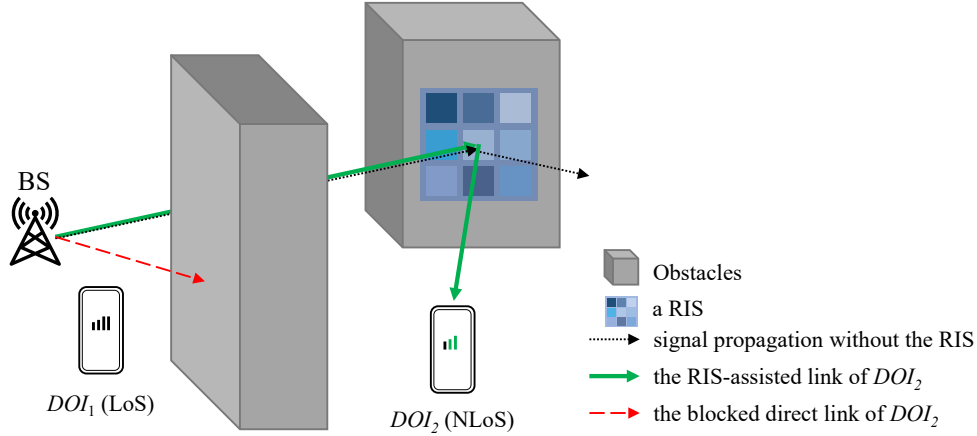 BS
Obstacles
a RIS
signal propagation without the RIS
the RIS-assisted link of DOI₂
the blocked direct link of DOI₂
DOI₁ (LoS)
DOI₂ (NLoS)